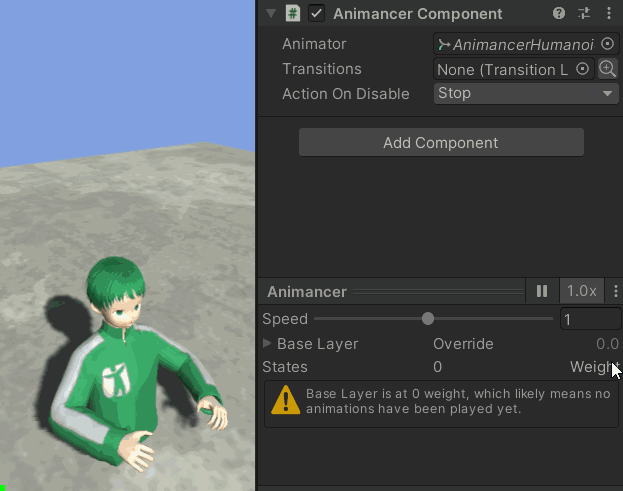 Animancer Component
Animator AnimancerHumanoi
Transitions None (Transition L
Action On Disable Stop
Add Component
Animancer 1.0x
Speed 1
Base Layer Override 0.0
States 0 Weight
Base Layer is at 0 weight, which likely means no
animations have been played yet.